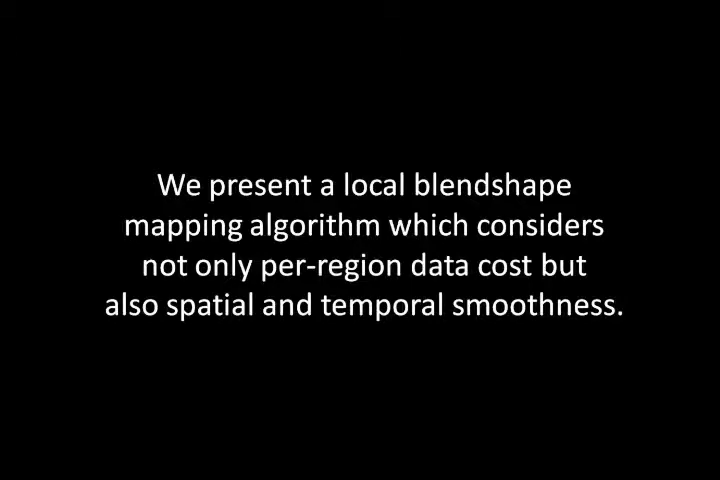 We present a local blendshape
mapping algorithm which considers
not only per-region data cost but
also spatial and temporal smoothness.